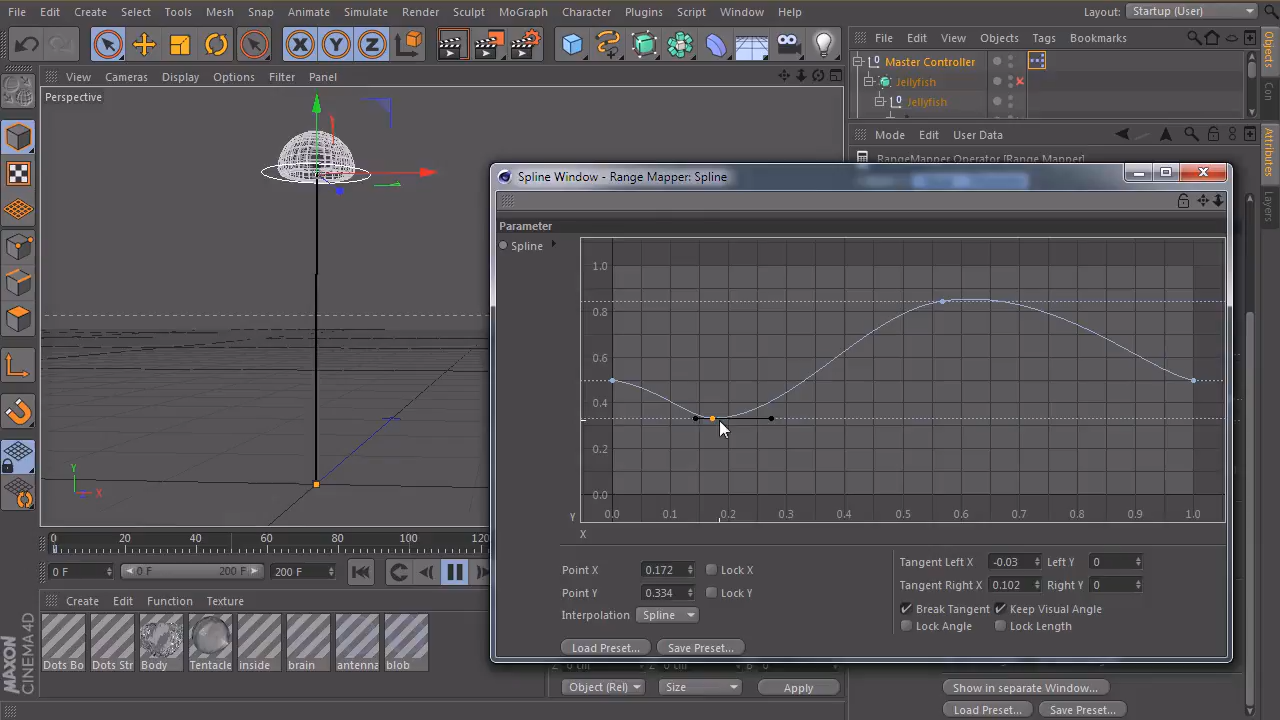 File Edit Create Select Tools Mesh Snap Animate Simulate Render Sculpt MoGraph Character Plugins Script Window Help Layout: Startup (User)
X Y Z
File Edit View Objects Tags Bookmarks
Master Controller
Jellyfish
Jellyfish
Objects
Con
Attributes
Layers
View Cameras Display Options Filter Panel
Perspective
Mode Edit User Data
RangeMapper Operator [Range Mapper]
Spline Window - Range Mapper: Spline
Parameter
Spline
1.0
0.8
0.6
0.4
0.2
0.0
Y 0.0 0.1 0.2 0.3 0.4 0.5 0.6 0.7 0.8 0.9 1.0
X
Point X 0.172 Lock X
Point Y 0.334 Lock Y
Interpolation Spline
Tangent Left X -0.03 Left Y 0
Tangent Right X 0.102 Right Y 0
Break Tangent Keep Visual Angle
Lock Angle Lock Length
Load Preset... Save Preset...
Y
X
0 20 40 60 80 100 120
0 F 0 F 200 F 200 F
Create Edit Function Texture
Dots Bo Dots Str Body Tentacle inside brain antenna blob
Object (Rel) Size Apply
Show in separate Window...
Load Preset... Save Preset...
MAXON
CINEMA 4D